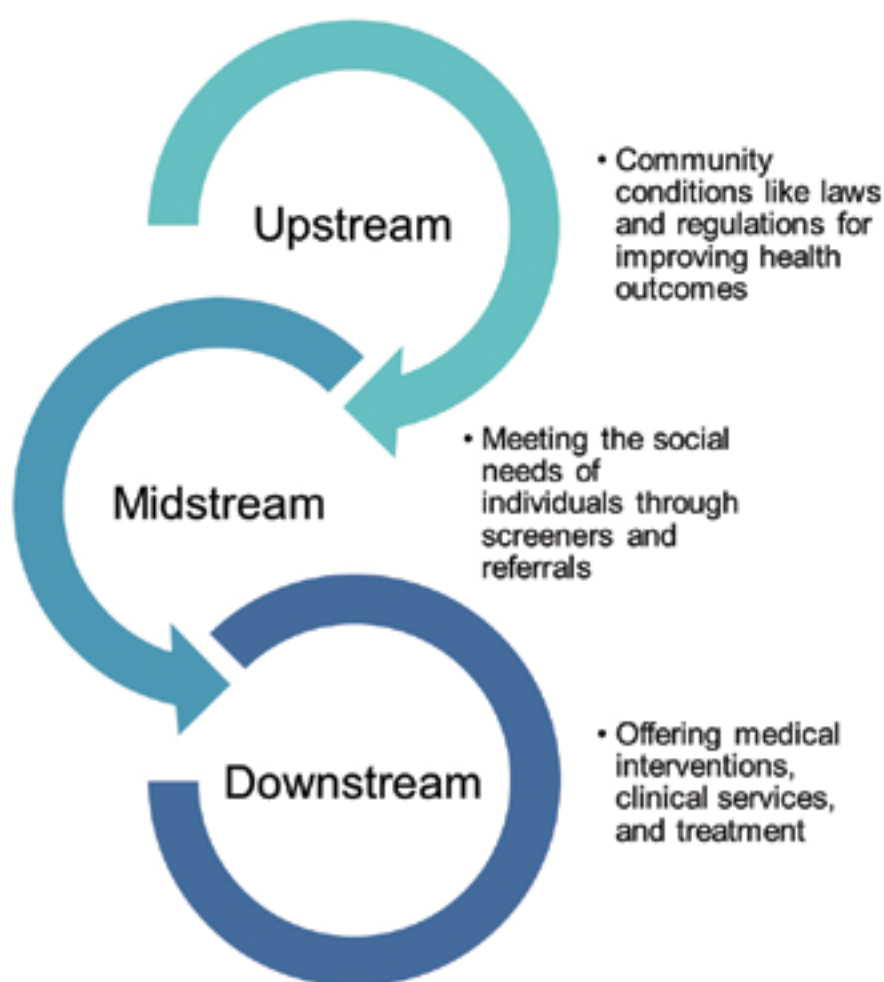 Upstream
• Community
conditions like laws
and regulations for
improving health
outcomes
Midstream
• Meeting the social
needs of
individuals through
screeners and
referrals
Downstream
• Offering medical
interventions,
clinical services,
and treatment